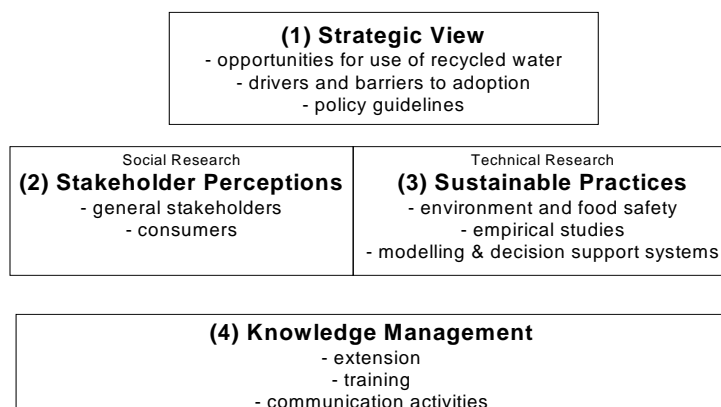 (1) Strategic View
- opportunities for use of recycled water
- drivers and barriers to adoption
- policy guidelines
Social Research
(2) Stakeholder Perceptions
- general stakeholders
- consumers
Technical Research
(3) Sustainable Practices
- environment and food safety
- empirical studies
- modelling & decision support systems
(4) Knowledge Management
- extension
- training
- communication activities